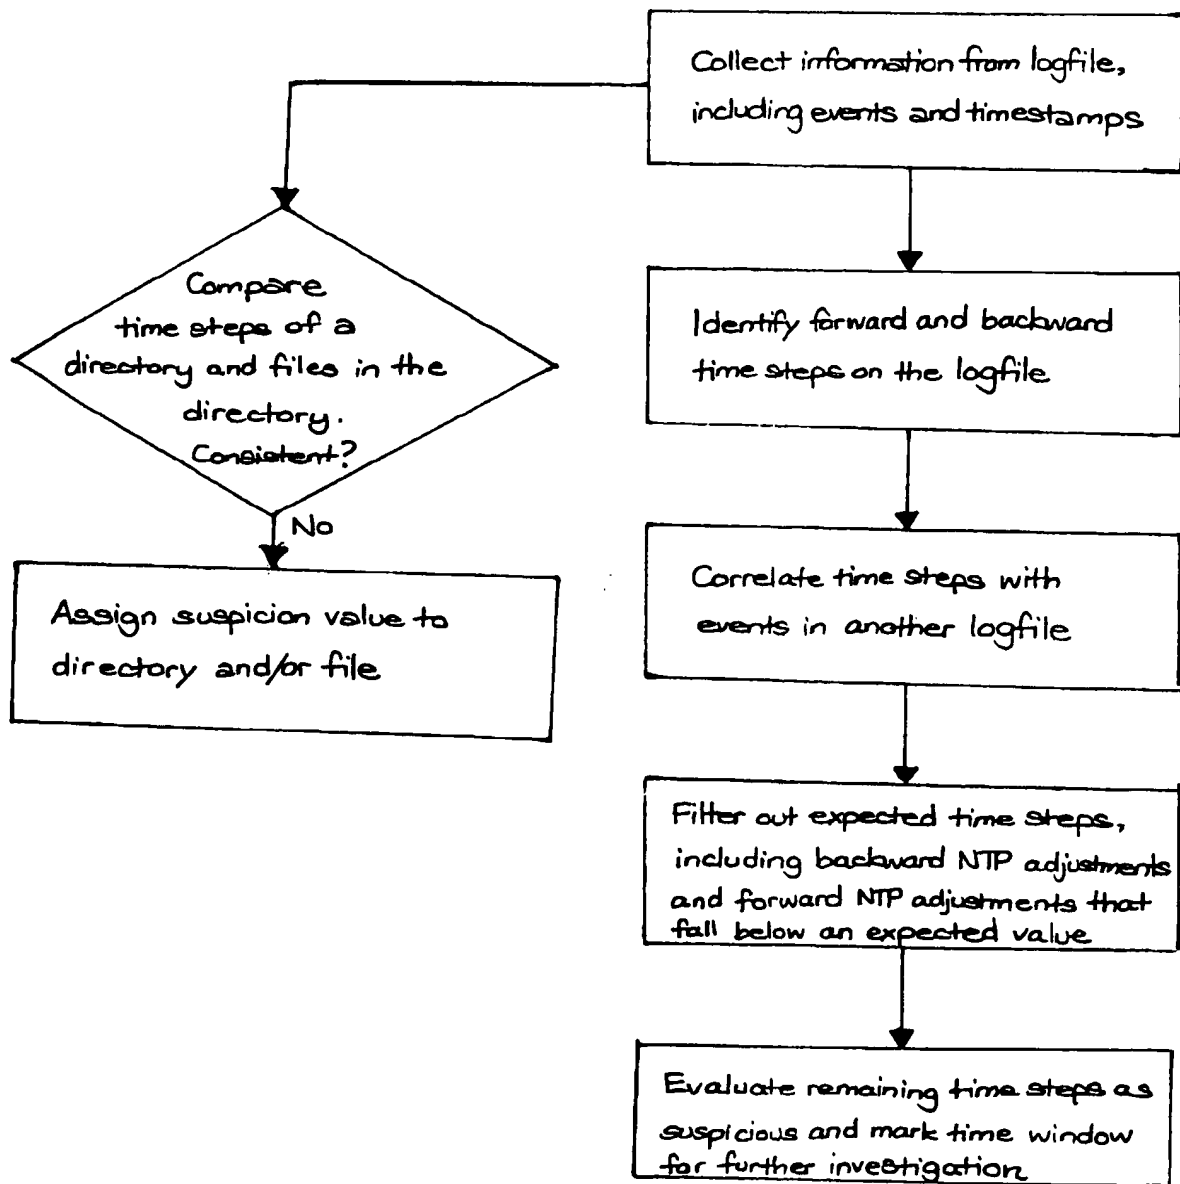 Collect information from logfile,
including events and timestamps
Compare
time steps of a
directory and files in the
directory.
Consistent?
No
Assign suspicion value to
directory and/or file
Identify forward and backward
time steps on the logfile
Correlate time steps with
events in another logfile
Filter out expected time steps,
including backward NTP adjustments
and forward NTP adjustments that
fall below an expected value
Evaluate remaining time steps as
suspicious and mark time window
for further investigation